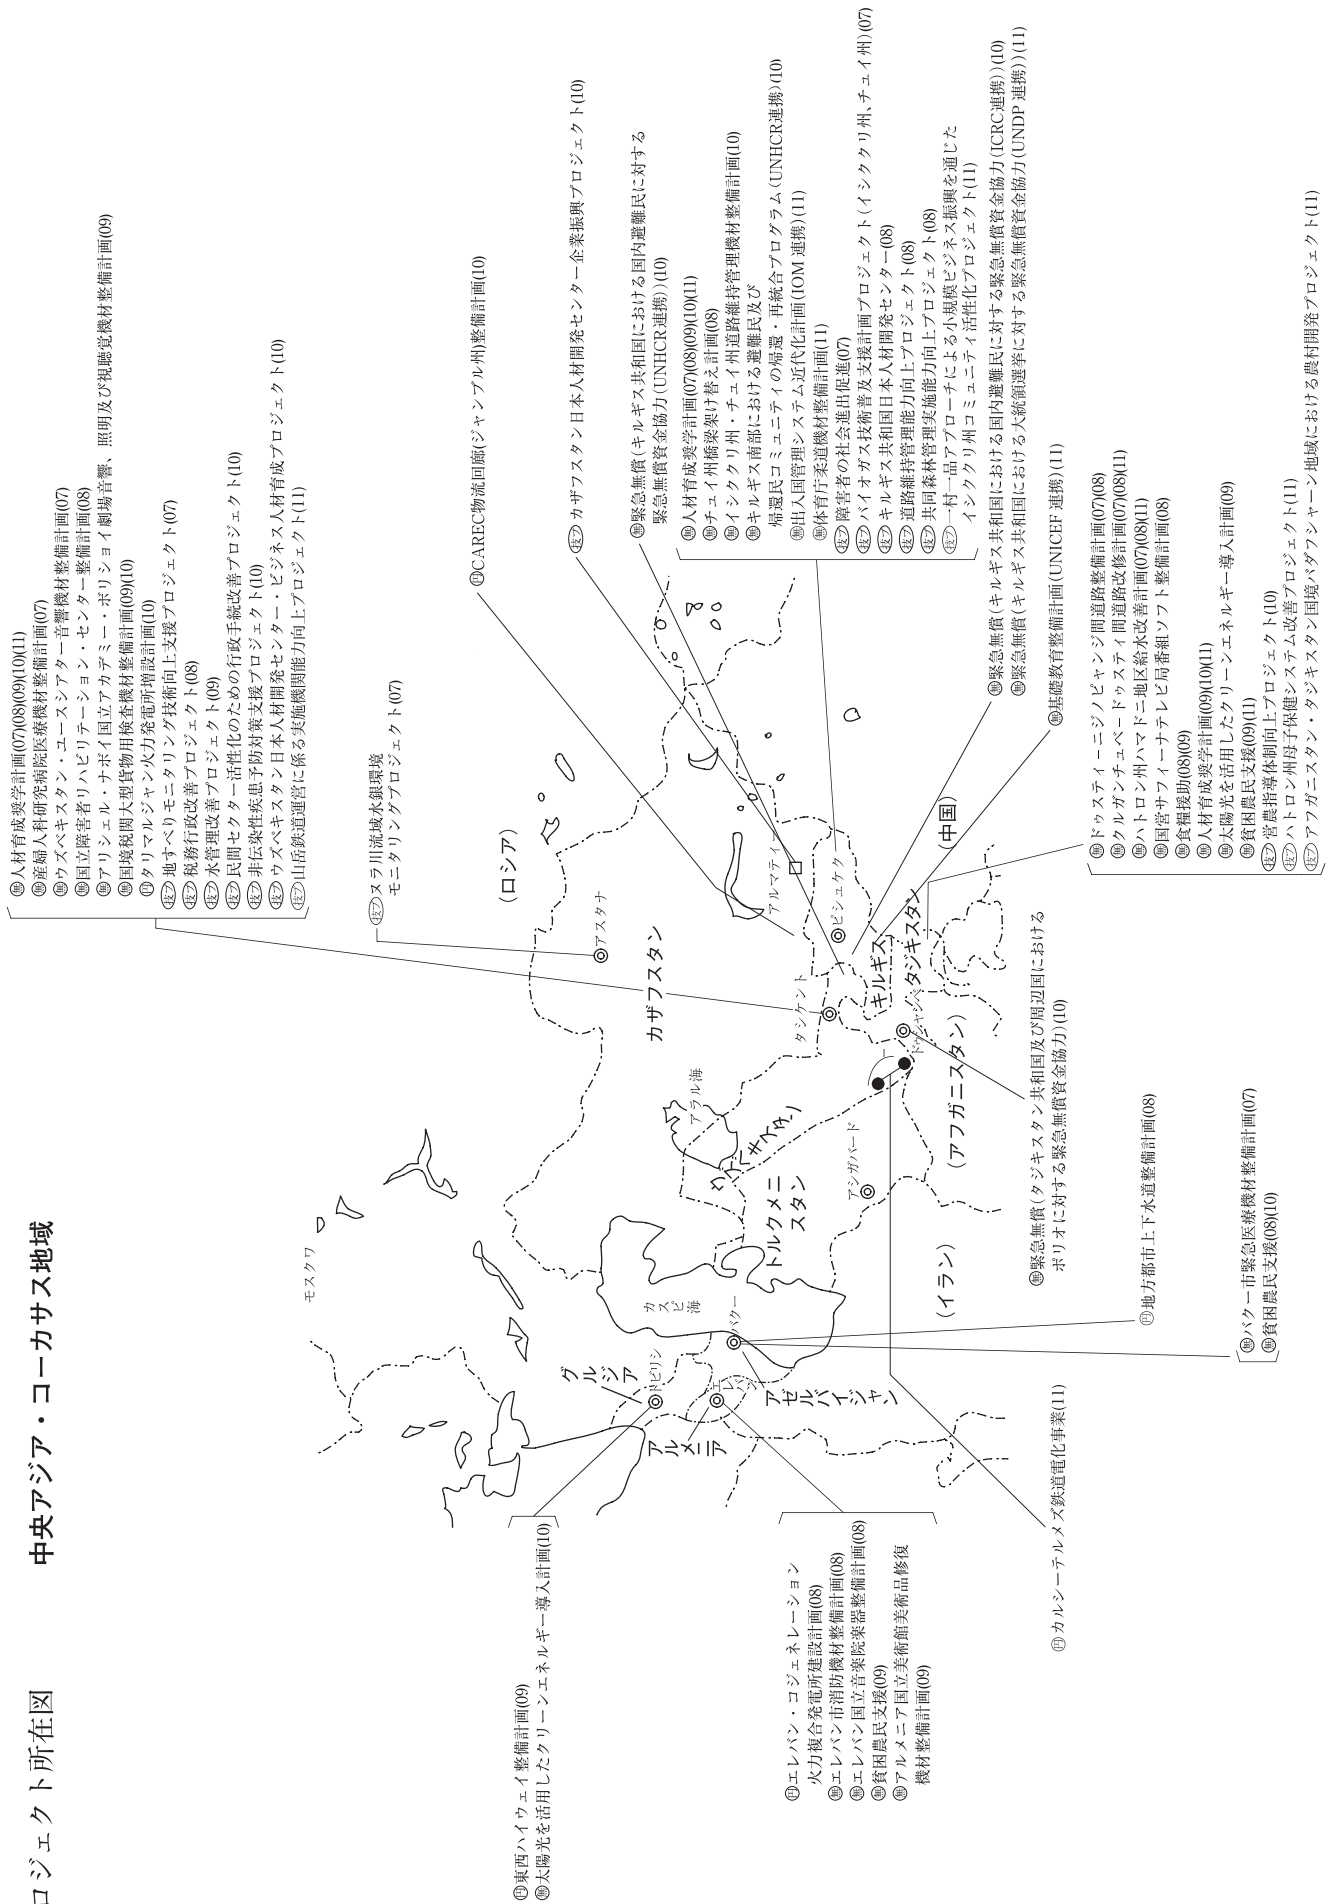 ロジェクト所在図　　中央アジア・コーカサス地域
㊇人材育成奨学計画(07)(08)(09)(10)(11)
㊇産婦人科研究病院医療機材整備計画(07)
㊇ウズベキスタン・ユースシアター音響機材整備計画(07)
㊇国立障害者リハビリテーション・センター整備計画(08)
㊇アリシェル・ナボイ国立アカデミー・ボリショイ劇場音響、照明及び視聴覚機材整備計画(09)
㊇国境税関大型貨物用検査機材整備計画(09)(10)
円タリマルジャン火力発電所増設計画(10)
技プ地すべりモニタリング技術向上支援プロジェクト(07)
技プ税務行政改善プロジェクト(08)
技プ水管理改善プロジェクト(09)
技プ民間セクター活性化のための行政手続改善プロジェクト(10)
技プ非伝染性疾患予防対策支援プロジェクト(10)
技プウズベキスタン日本人材開発センター・ビジネス人材育成プロジェクト(10)
技プ山岳鉄道運営に係る実施機関能力向上プロジェクト(11)
技プヌラ川流域水銀環境
モニタリングプロジェクト(07)
円CAREC物流回廊(ジャンブル州)整備計画(10)
技プカザフスタン日本人材開発センター企業振興プロジェクト(10)
無緊急無償(キルギス共和国における国内避難民に対する
緊急無償資金協力(UNHCR連携))(10)
無人材育成奨学計画(07)(08)(09)(10)(11)
無チュイ州橋梁架け替え計画(08)
無イシククリ州・チュイ州道路維持管理機材整備計画(10)
無キルギス南部における避難民及び
帰還民コミュニティの帰還・再統合プログラム(UNHCR連携)(10)
無出入国管理システム近代化計画(IOM 連携)(11)
無体育庁柔道機材整備計画(11)
技プ障害者の社会進出促進(07)
技プバイオガス技術普及支援計画プロジェクト(イシククリ州、チュイ州)(07)
技プキルギス共和国日本人材開発センター(08)
技プ道路維持管理能力向上プロジェクト(08)
技プ共同森林管理実施能力向上プロジェクト(08)
技プ一村一品アプローチによる小規模ビジネス振興を通じた
イシククリ州コミュニティ活性化プロジェクト(11)
無緊急無償(キルギス共和国における国内避難民に対する緊急無償資金協力(ICRC連携))(10)
無緊急無償(キルギス共和国における大統領選挙に対する緊急無償資金協力(UNDP 連携))(11)
無基礎教育整備計画(UNICEF 連携)(11)
無ドゥスティ―ニジノピャンジ間道路整備計画(07)(08)
無クルガンチュベ―ドゥスティ間道路改修計画(07)(08)(11)
無ハトロン州ハマドニ地区給水改善計画(07)(08)(11)
無国営サフィーナテレビ局番組ソフト整備計画(08)
無食糧援助(08)(09)
無人材育成奨学計画(09)(10)(11)
無太陽光を活用したクリーンエネルギー導入計画(09)
無貧困農民支援(09)(11)
技プ営農指導体制向上プロジェクト(10)
技プハトロン州母子保健システム改善プロジェクト(11)
技プアフガニスタン・タジキスタン国境バダフシャーン地域における農村開発プロジェクト(11)
無緊急無償(タジキスタン共和国及び周辺国における
ポリオに対する緊急無償資金協力)(10)
円地方都市上下水道整備計画(08)
無バクー市緊急医療機材整備計画(07)
無貧困農民支援(08)(10)
円カルシ―テルメズ鉄道電化事業(11)
円東西ハイウェイ整備計画(09)
無太陽光を活用したクリーンエネルギー導入計画(10)
円エレバン・コジェネレーション
火力複合発電所建設計画(08)
無エレバン市消防機材整備計画(08)
無エレバン国立音楽院楽器整備計画(08)
無貧困農民支援(09)
無アルメニア国立美術館美術品修復
機材整備計画(09)
モスクワ
(ロシア)
アスタナ
カザフスタン
アルマティ
ビシュケク
キルギス
(中国)
タジキスタン
タシケント
ドゥシャンベ
アラル海
ウズベキスタン
(アフガニスタン)
アシガバード
トルクメニ
スタン
(イラン)
カスピ海
バクー
グルジア
トビリシ
エレバン
アルメニア
アゼルバイジャン